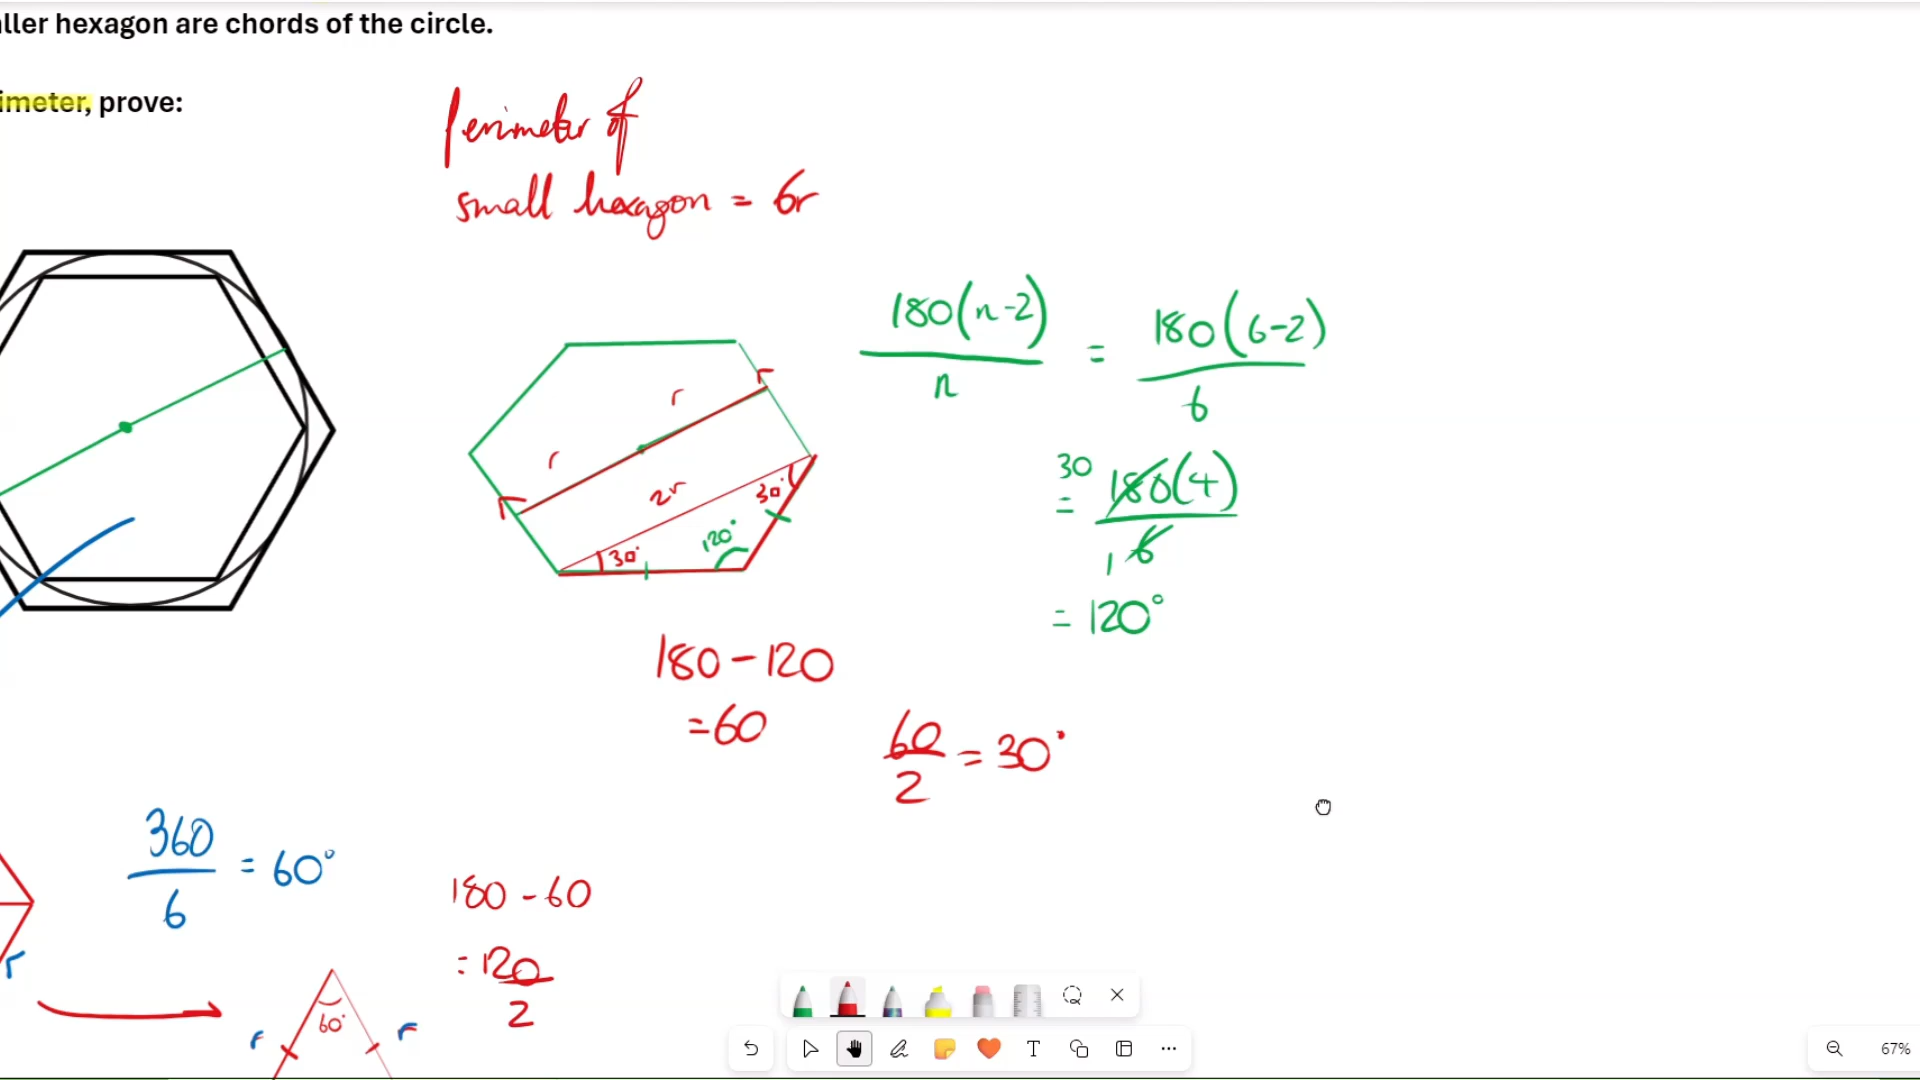 ller hexagon are chords of the circle.
imeter, prove:
Perimeter of
small hexagon = 6r
180(n-2)
n
= 180(6-2)
6
30
= 180(4)
1 6
= 120°
r
r
2r
30°
120°
30°
180-120
=60
60
2
=30°
360
6
= 60°
180-60
= 120
2
r
60°
r
r
T
67%